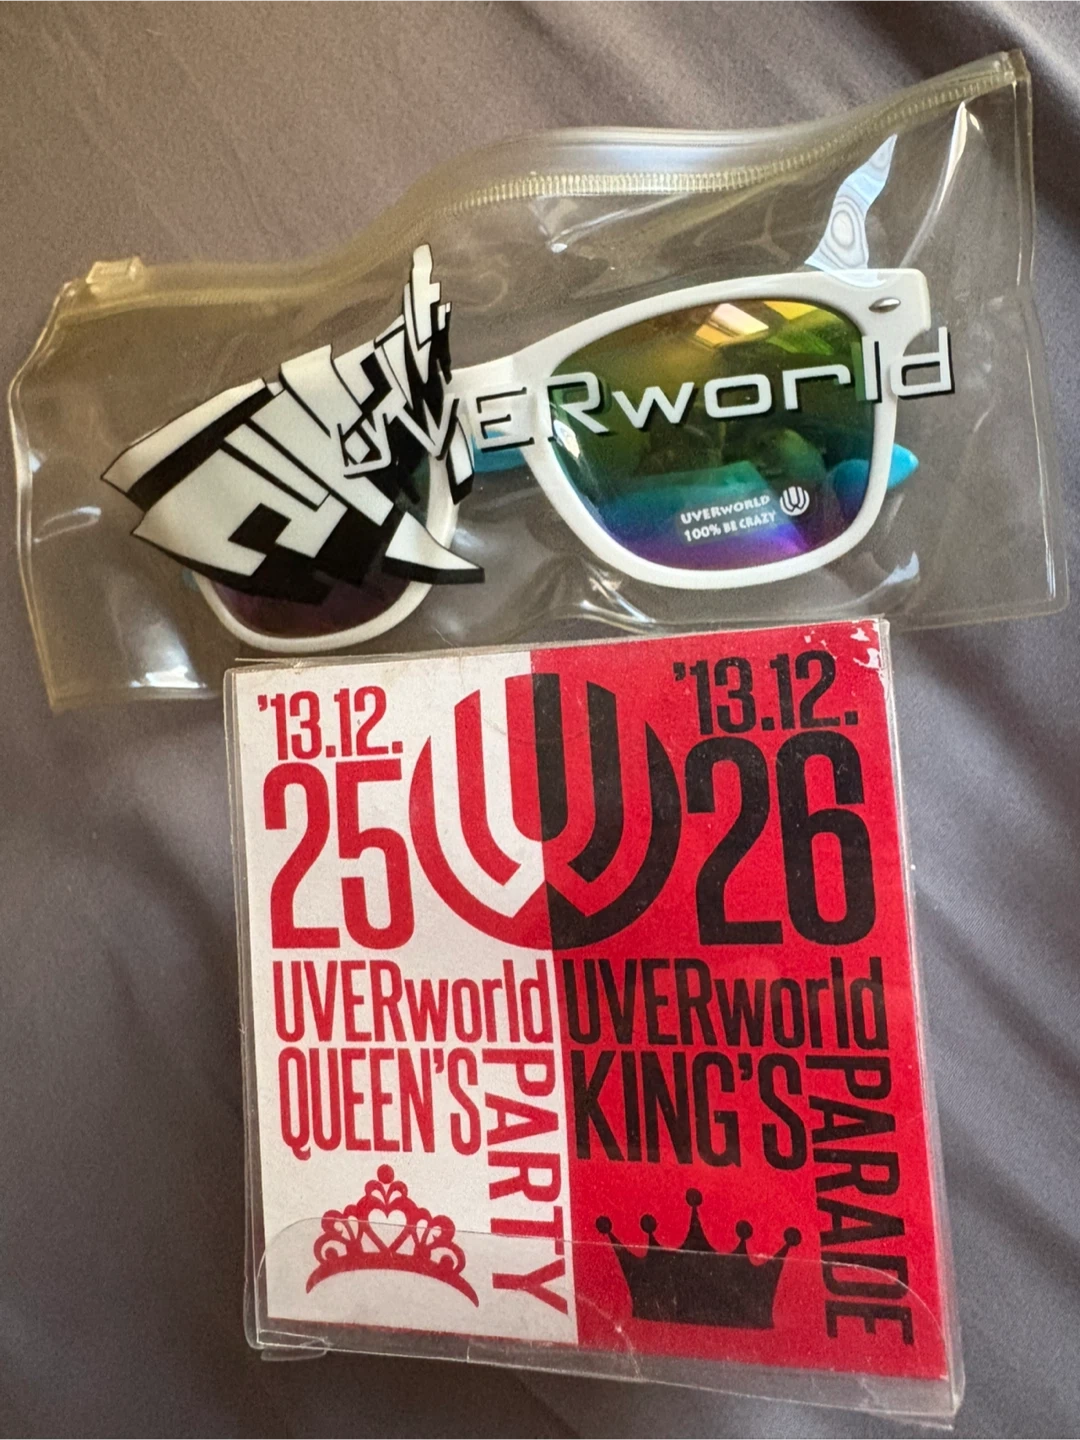 UVERworld
UVERWORLD
100% BE CRAZY
'13.12.
25
UVERworld
QUEEN'S
PARTY
'13.12.
26
UVERworld
KING'S
PARADE